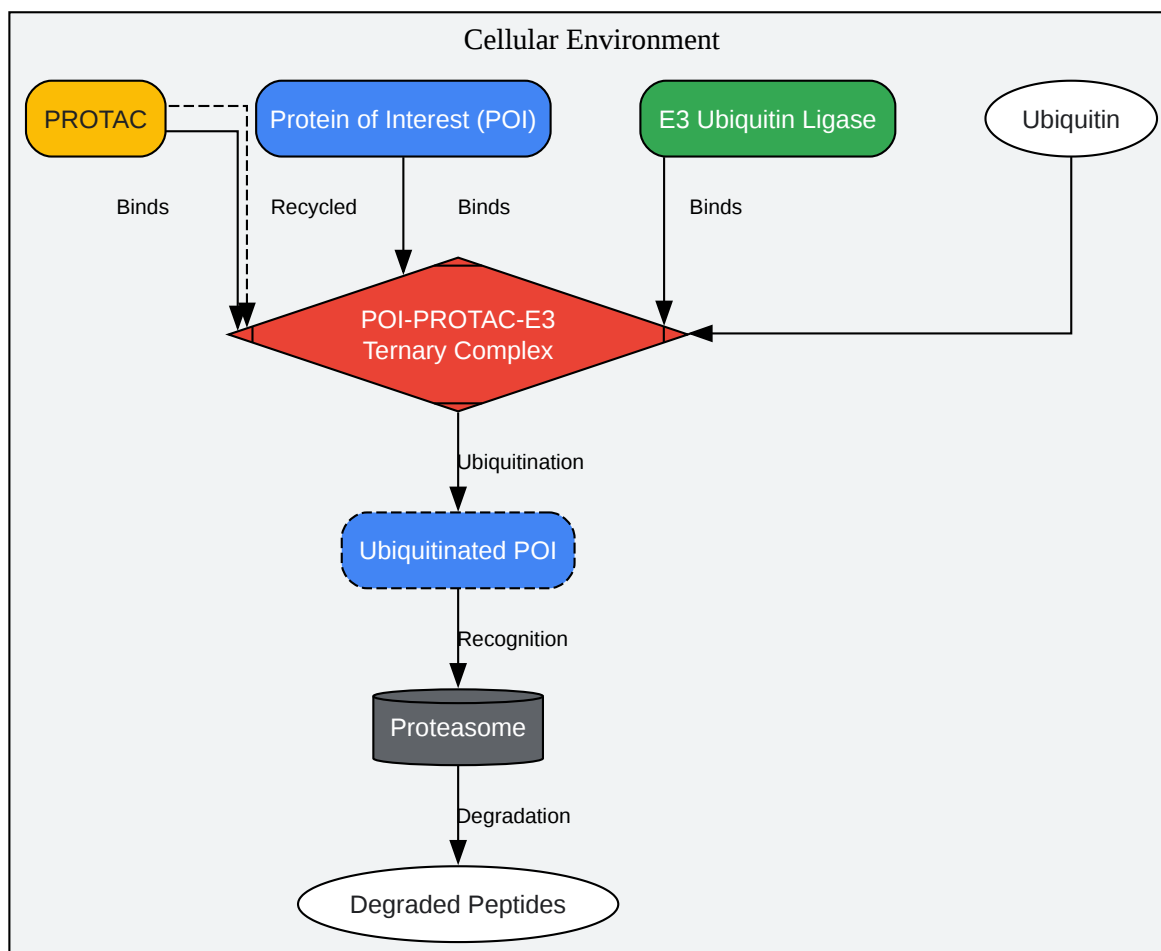 Cellular Environment
PROTAC
Protein of Interest (POI)
E3 Ubiquitin Ligase
Ubiquitin
Binds
Recycled
Binds
Binds
POI-PROTAC-E3
Ternary Complex
Ubiquitination
Ubiquitinated POI
Recognition
Proteasome
Degradation
Degraded Peptides